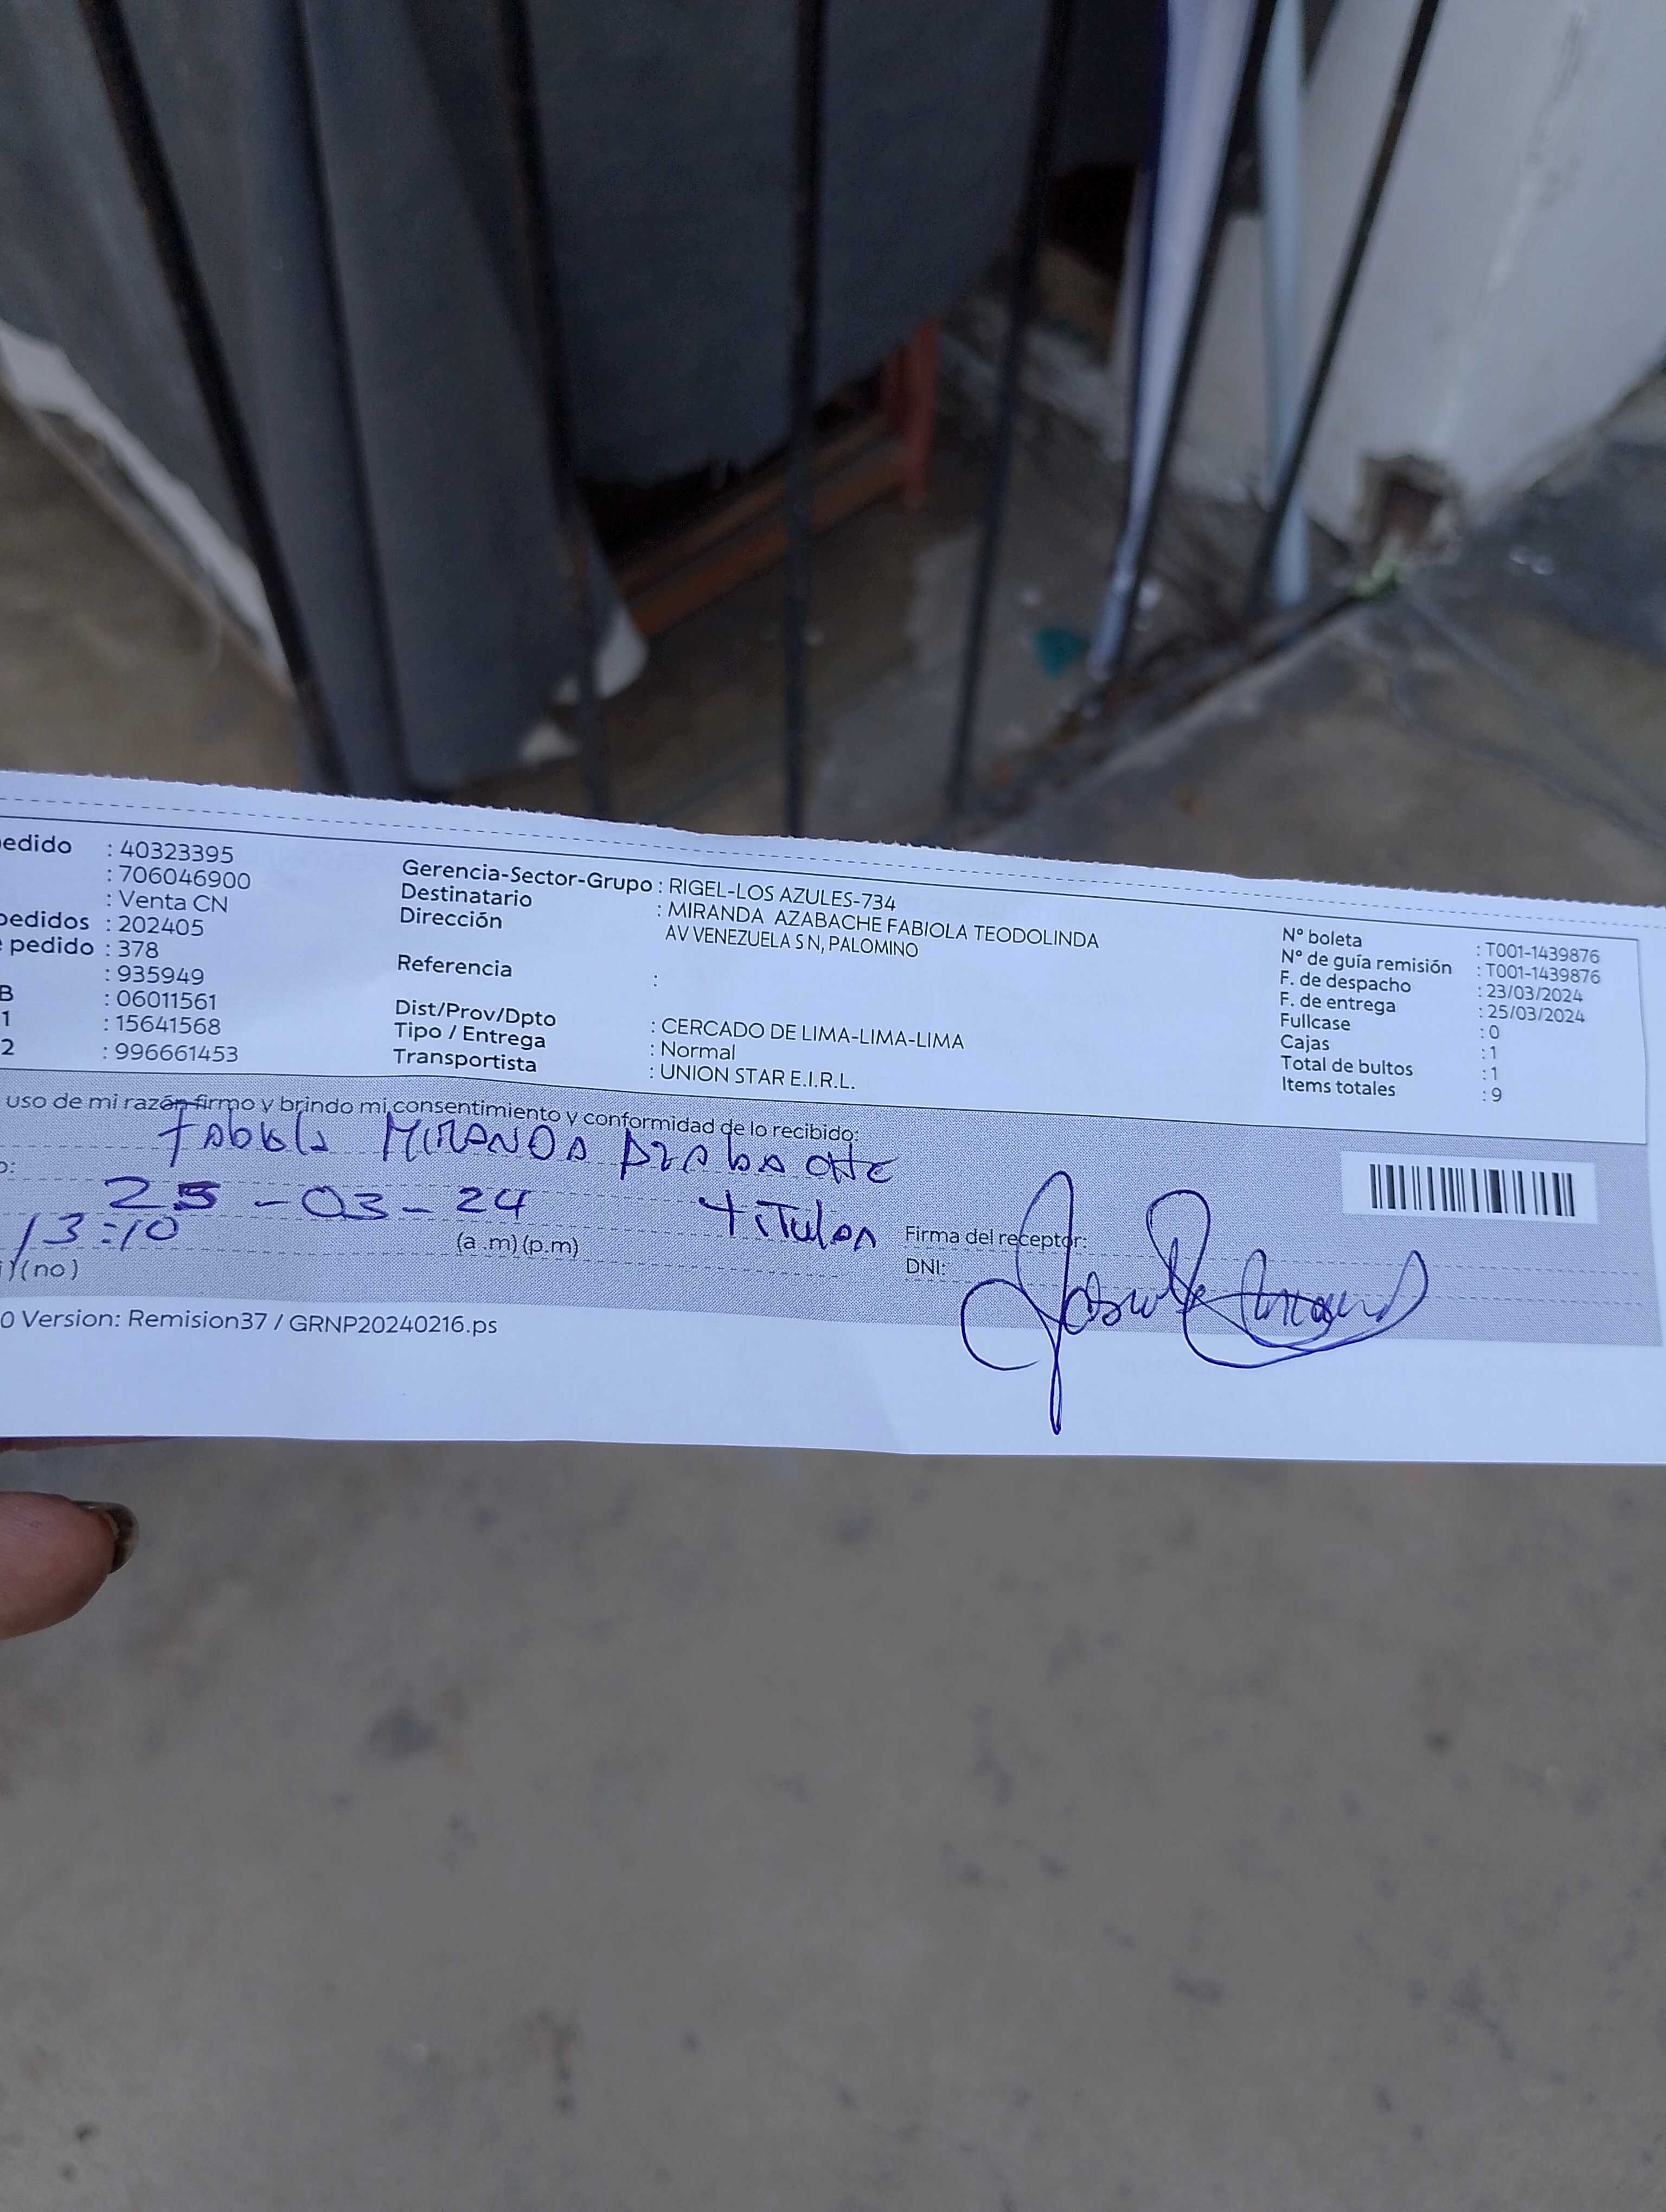 edido : 40323395
: 706046900
: Venta CN
pedidos : 202405
e pedido : 378
: 935949
B : 06011561
1 : 15641568
2 : 996661453
Gerencia-Sector-Grupo : RIGEL-LOS AZULES-734
Destinatario : MIRANDA AZABACHE FABIOLA TEODOLINDA
Dirección AV VENEZUELA S N, PALOMINO
Referencia :
Dist/Prov/Dpto : CERCADO DE LIMA-LIMA-LIMA
Tipo / Entrega : Normal
Transportista : UNION STAR E.I.R.L.
N° boleta : T001-1439876
N° de guía remisión : T001-1439876
F. de despacho : 23/03/2024
F. de entrega : 25/03/2024
Fullcase : 0
Cajas : 1
Total de bultos : 1
Items totales : 9
uso de mi razón firmo y brindo mi consentimiento y conformidad de lo recibido:
Fabiola MIRANDA AzAbACHE
o:
25-03-24 titular
13:10 (a.m) (p.m)
) (no)
Firma del receptor:
DNI:
0 Version: Remision37 / GRNP20240216.ps